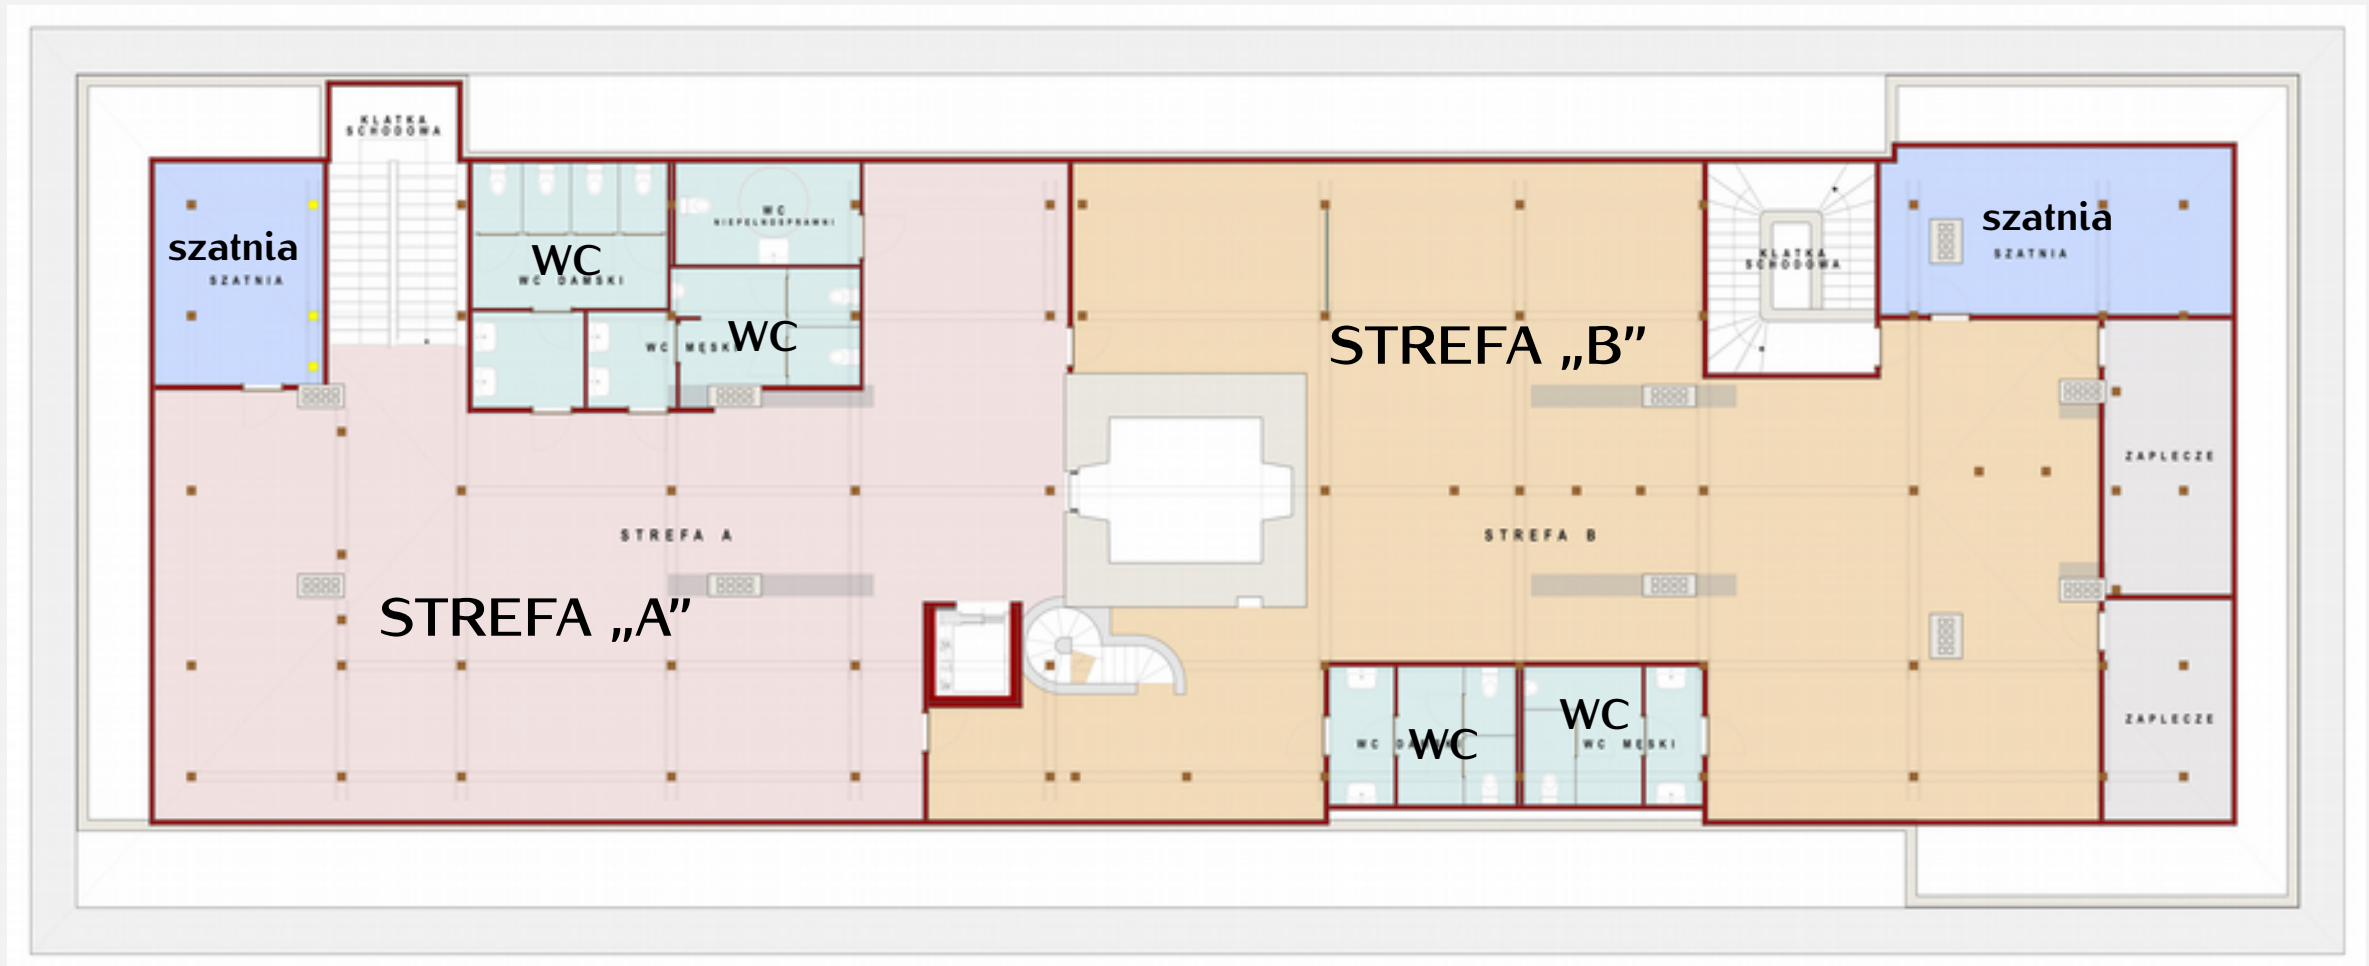 KLATKA
SCHODOWA
szatnia
SZATNIA
WC
WC DAMSKI
WC
NIEPEŁNOSPRAWNI
WC
WC MĘSKI
STREFA „B”
KLATKA
SCHODOWA
szatnia
SZATNIA
ZAPLECZE
STREFA A
STREFA B
STREFA „A”
WC
WC DAMSKI
WC
WC MĘSKI
ZAPLECZE